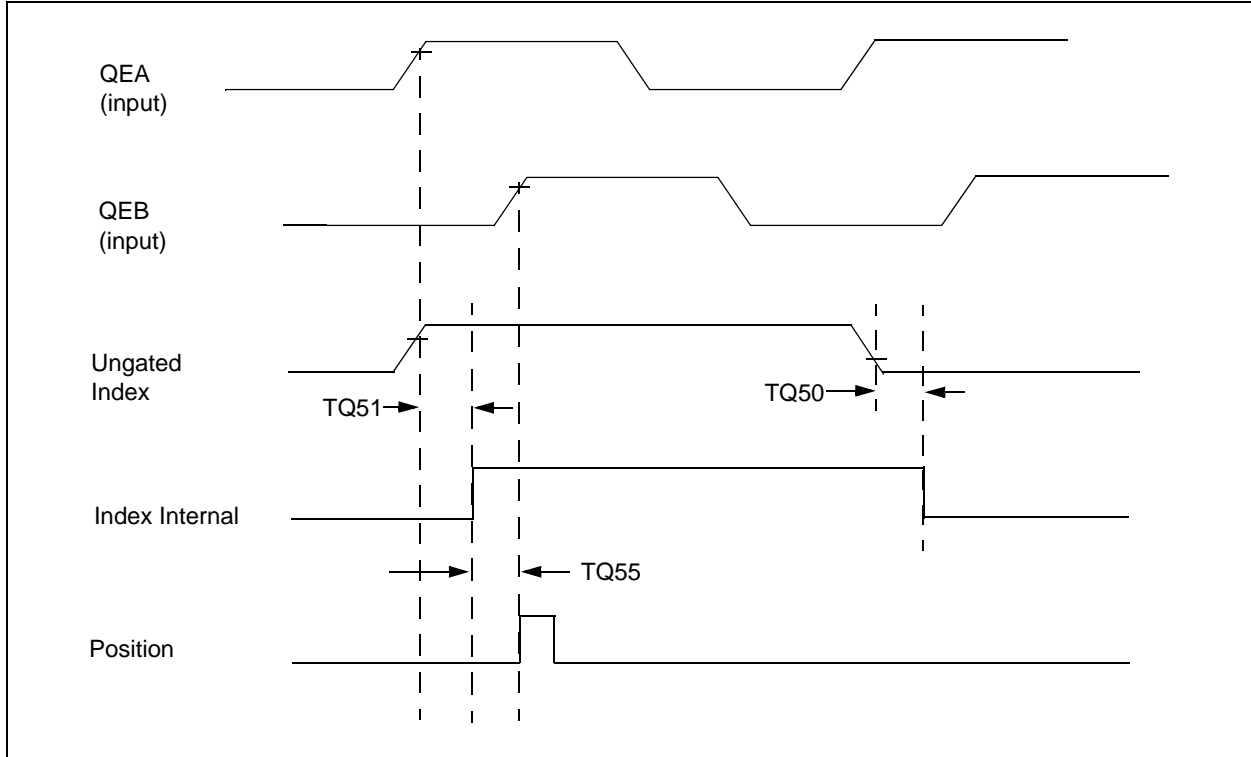 QEA
(input)
QEB
(input)
Ungated
Index
TQ51
TQ50
Index Internal
TQ55
Position